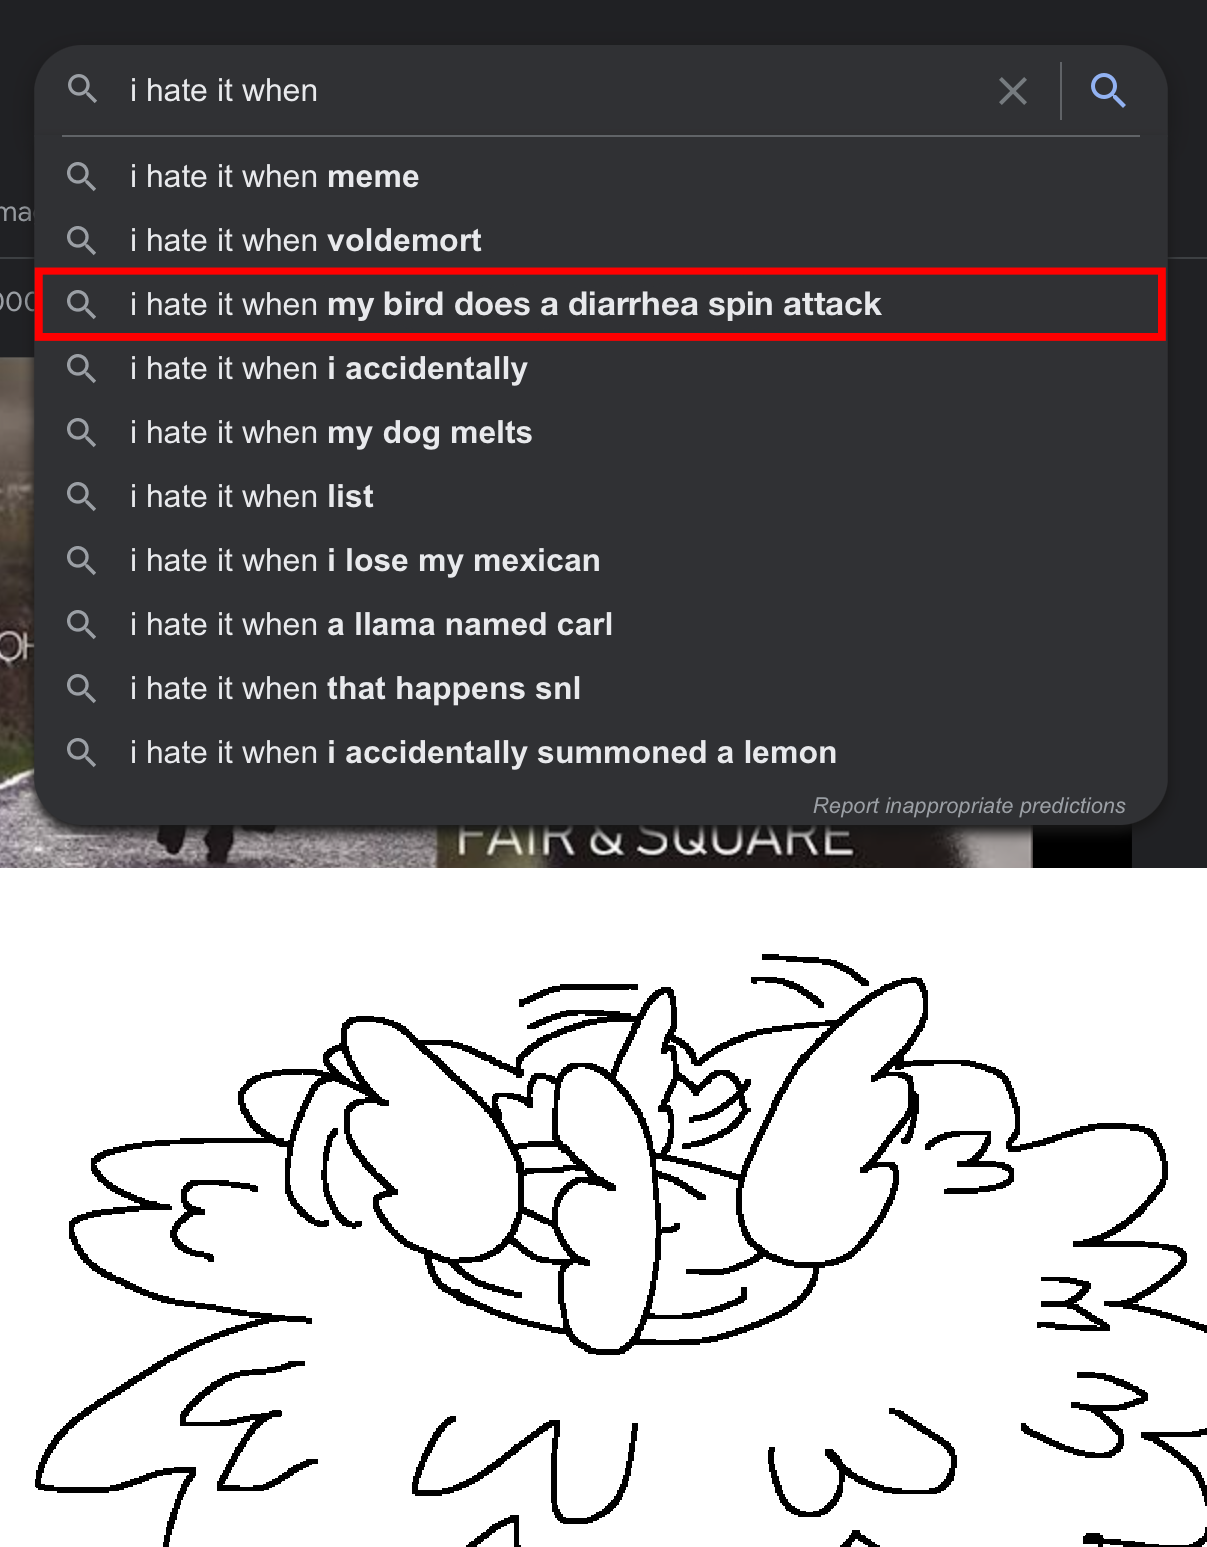 i hate it when
i hate it when meme
i hate it when voldemort
i hate it when my bird does a diarrhea spin attack
i hate it when i accidentally
i hate it when my dog melts
i hate it when list
i hate it when i lose my mexican
i hate it when a llama named carl
i hate it when that happens snl
i hate it when i accidentally summoned a lemon
Report inappropriate predictions
FAIR & SQUARE